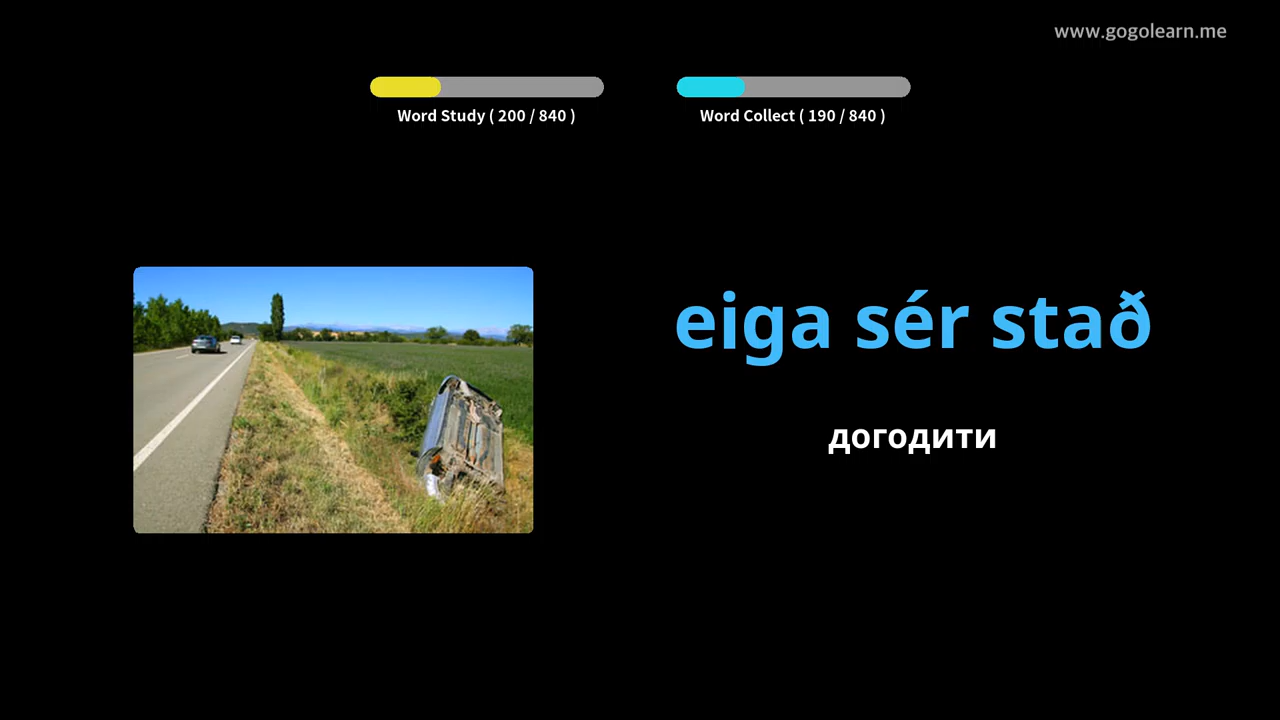 www.gogolearn.me
Word Study ( 200 / 840 )
Word Collect ( 190 / 840 )
eiga sér stað
догодити